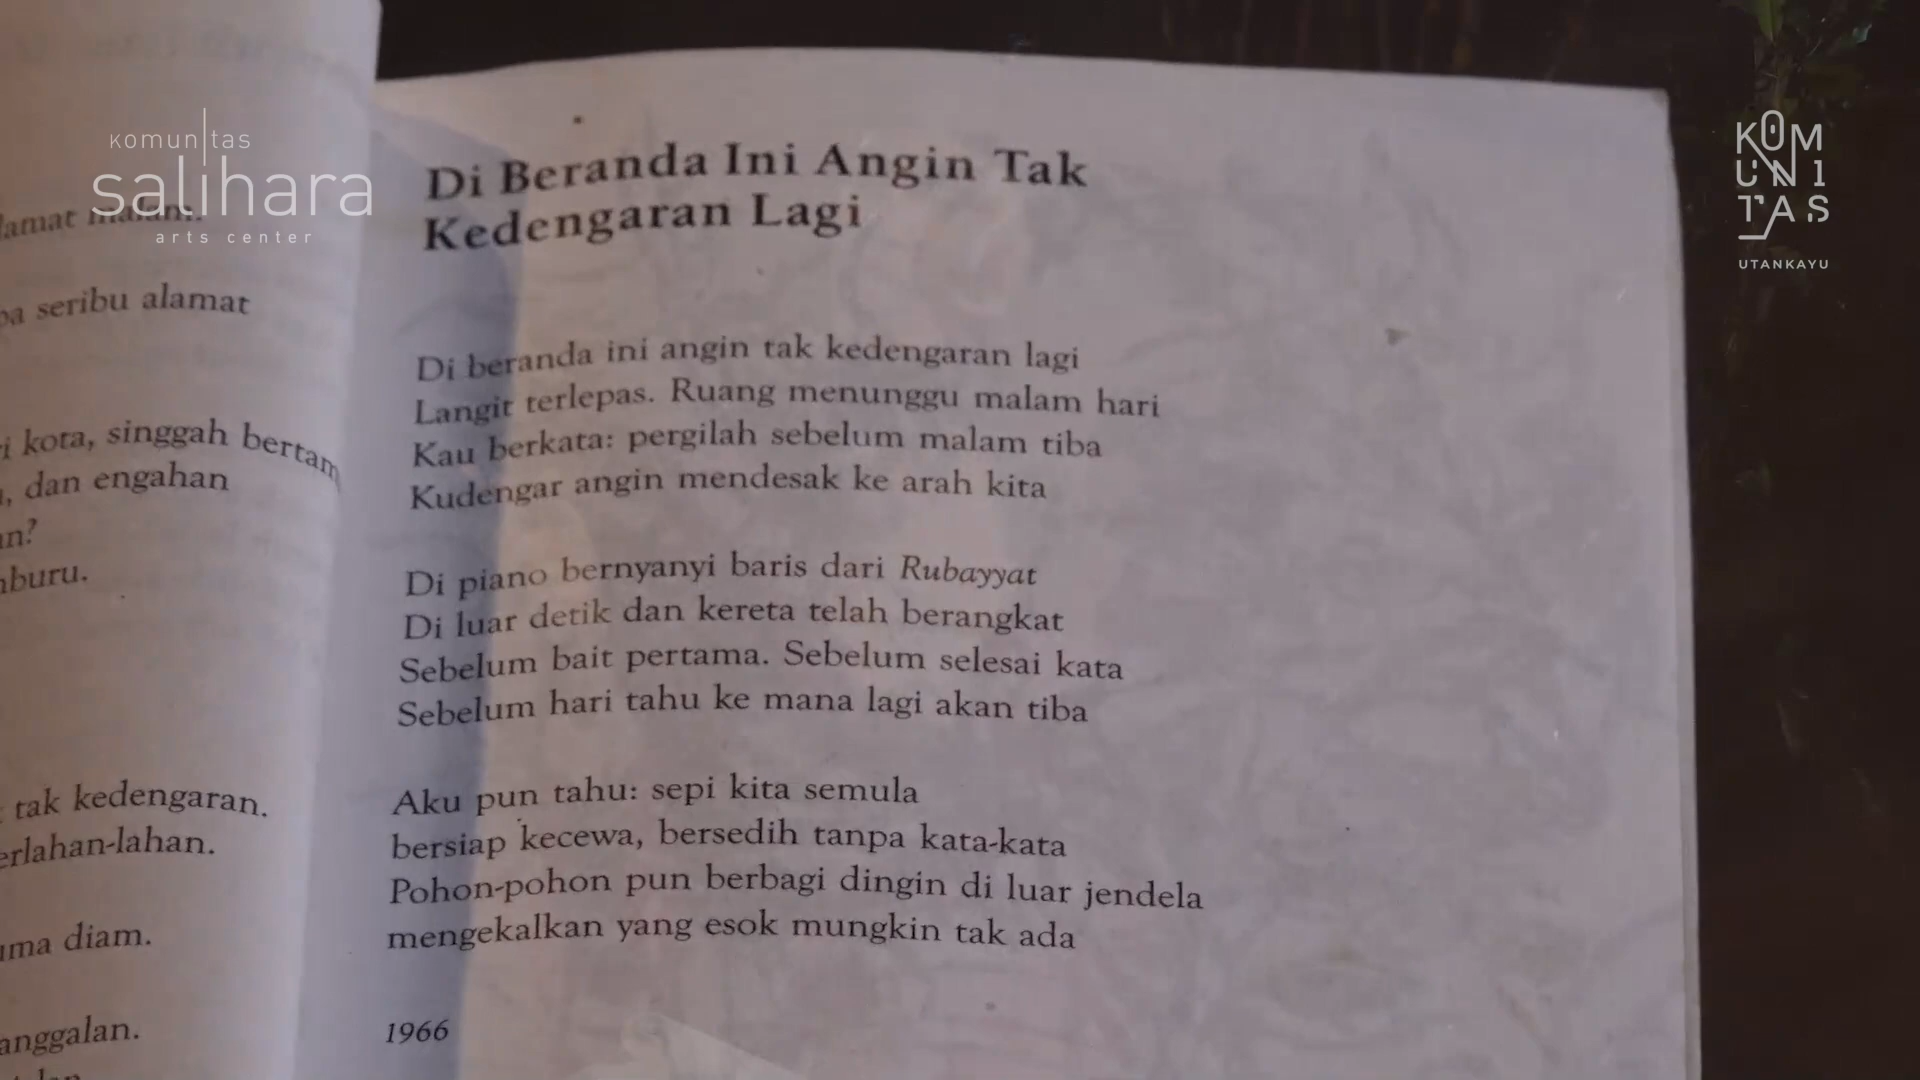 komunitas
salihara
arts center
KOMUNITAS
UTANKAYU
lamat malam.
seribu alamat
kota, singgah bertam
dan engahan
tak kedengaran.
diam.
Di Beranda Ini Angin Tak
Kedengaran Lagi
Di beranda ini angin tak kedengaran lagi
Langit terlepas. Ruang menunggu malam hari
Kau berkata: pergilah sebelum malam tiba
Kudengar angin mendesak ke arah kita
Di piano bernyanyi baris dari Rubayyat
Di luar detik dan kereta telah berangkat
Sebelum bait pertama. Sebelum selesai kata
Sebelum hari tahu ke mana lagi akan tiba
Aku pun tahu: sepi kita semula
bersiap kecewa, bersedih tanpa kata-kata
Pohon-pohon pun berbagi dingin di luar jendela
mengekalkan yang esok mungkin tak ada
1966